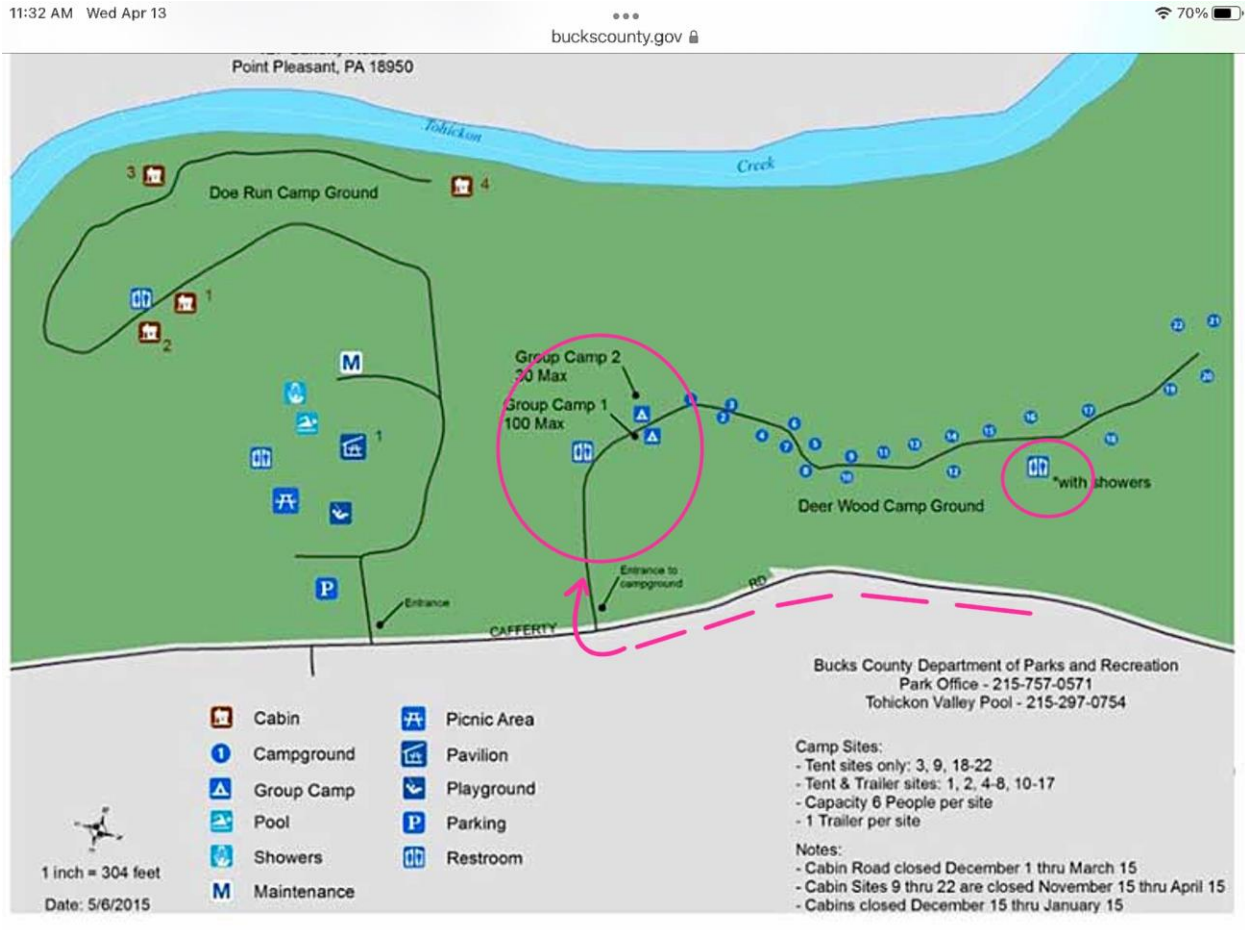 11:32 AM Wed Apr 13
70%
buckscounty.gov
Point Pleasant, PA 18950
Tohickon
Creek
3
4
Doe Run Camp Ground
1
2
M
1
P
Group Camp 2
30 Max
Group Camp 1
100 Max
1
3
2
4
6
7
5
8
9
10
11
13
14
12
15
16
17
18
19
20
22
21
*with showers
Deer Wood Camp Ground
Entrance to
campground
Entrance
CAFFERTY
RD
Bucks County Department of Parks and Recreation
Park Office - 215-757-0571
Tohickon Valley Pool - 215-297-0754
Cabin
1 Campground
Group Camp
Pool
Showers
M Maintenance
Picnic Area
Pavilion
Playground
P Parking
Restroom
Camp Sites:
- Tent sites only: 3, 9, 18-22
- Tent & Trailer sites: 1, 2, 4-8, 10-17
- Capacity 6 People per site
- 1 Trailer per site
Notes:
- Cabin Road closed December 1 thru March 15
- Cabin Sites 9 thru 22 are closed November 15 thru April 15
- Cabins closed December 15 thru January 15
1 inch = 304 feet
Date: 5/6/2015